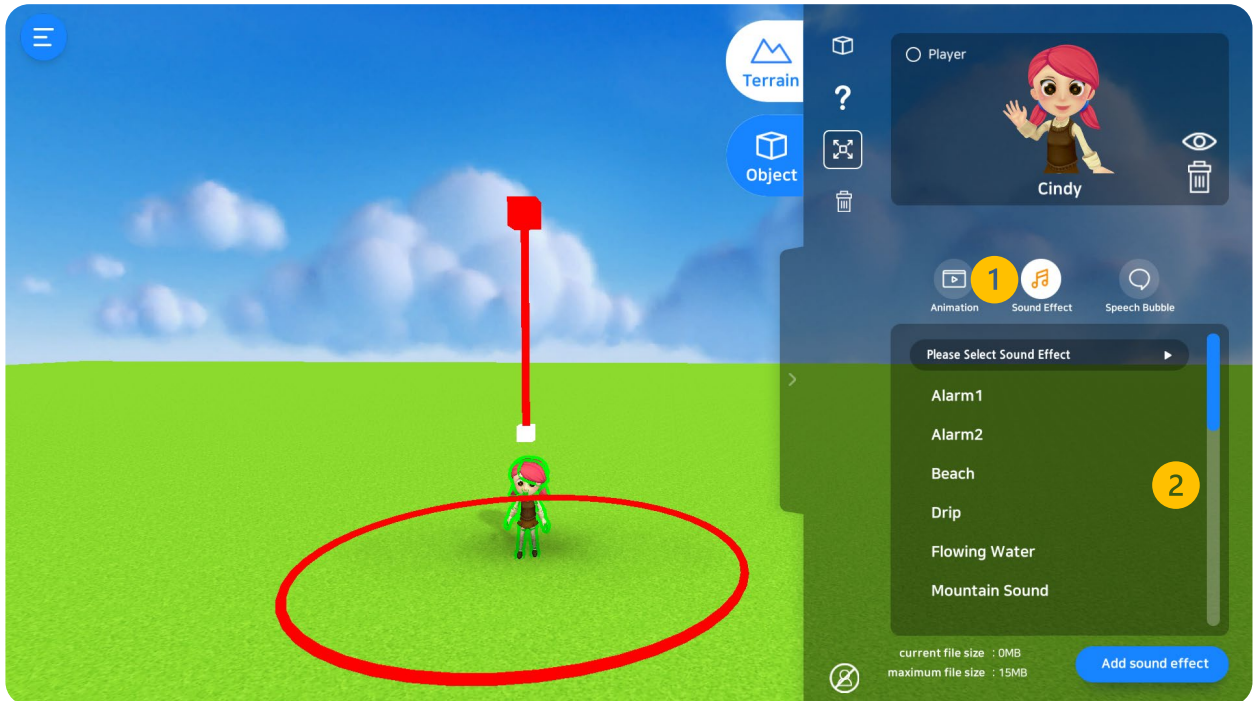 Terrain
Object
?
Player
Cindy
1
Animation
Sound Effect
Speech Bubble
Please Select Sound Effect
Alarm1
Alarm2
Beach
2
Drip
Flowing Water
Mountain Sound
current file size : 0MB
maximum file size : 15MB
Add sound effect